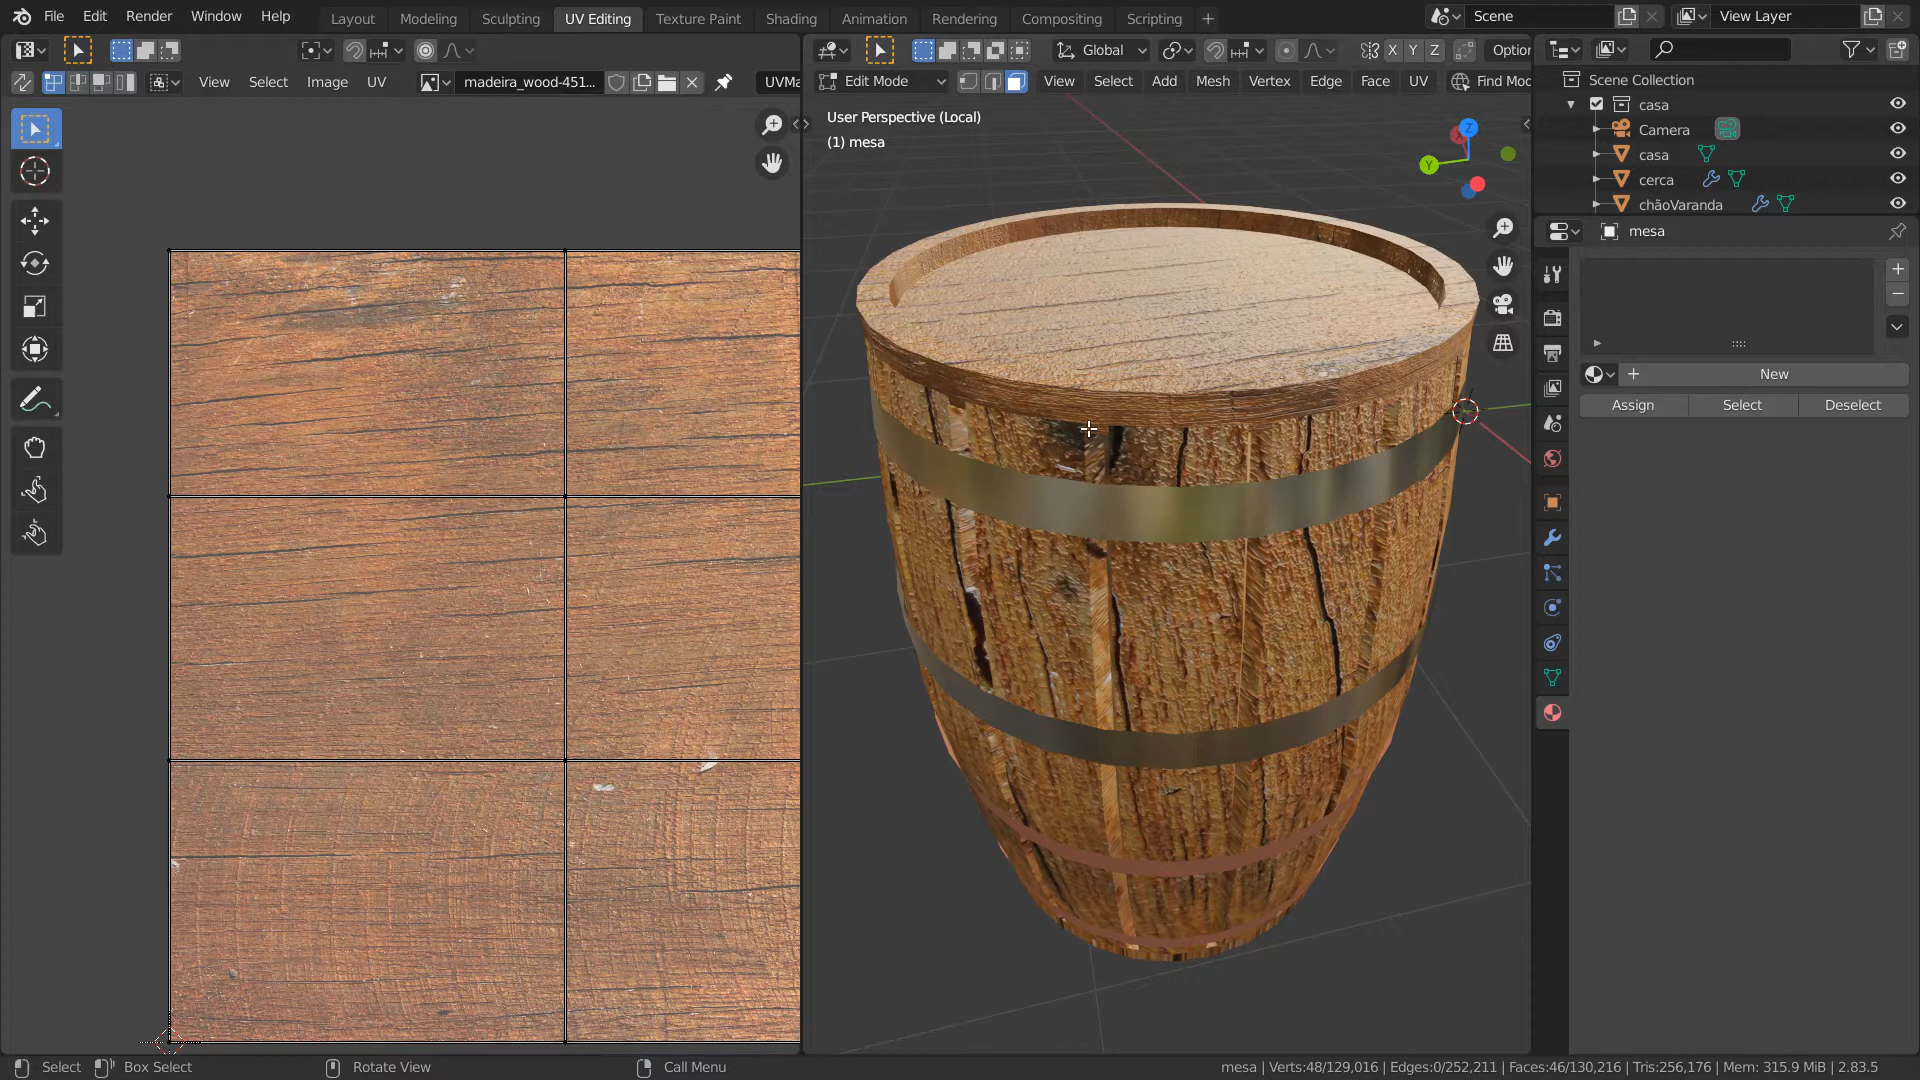 File Edit Render Window Help Layout Modeling Sculpting UV Editing Texture Paint Shading Animation Rendering Compositing Scripting + Scene View Layer
Global Options
View Select Image UV madeira_wood-451... UVMa
Edit Mode View Select Add Mesh Vertex Edge Face UV Find Mod
X Y Z
User Perspective (Local)
(1) mesa
Z
Y
Scene Collection
casa
Camera
casa
cerca
chãoVaranda
mesa
New
Assign Select Deselect
Select Box Select Rotate View Call Menu
mesa | Verts:48/129,016 | Edges:0/252,211 | Faces:46/130,216 | Tris:256,176 | Mem: 315.9 MiB | 2.83.5